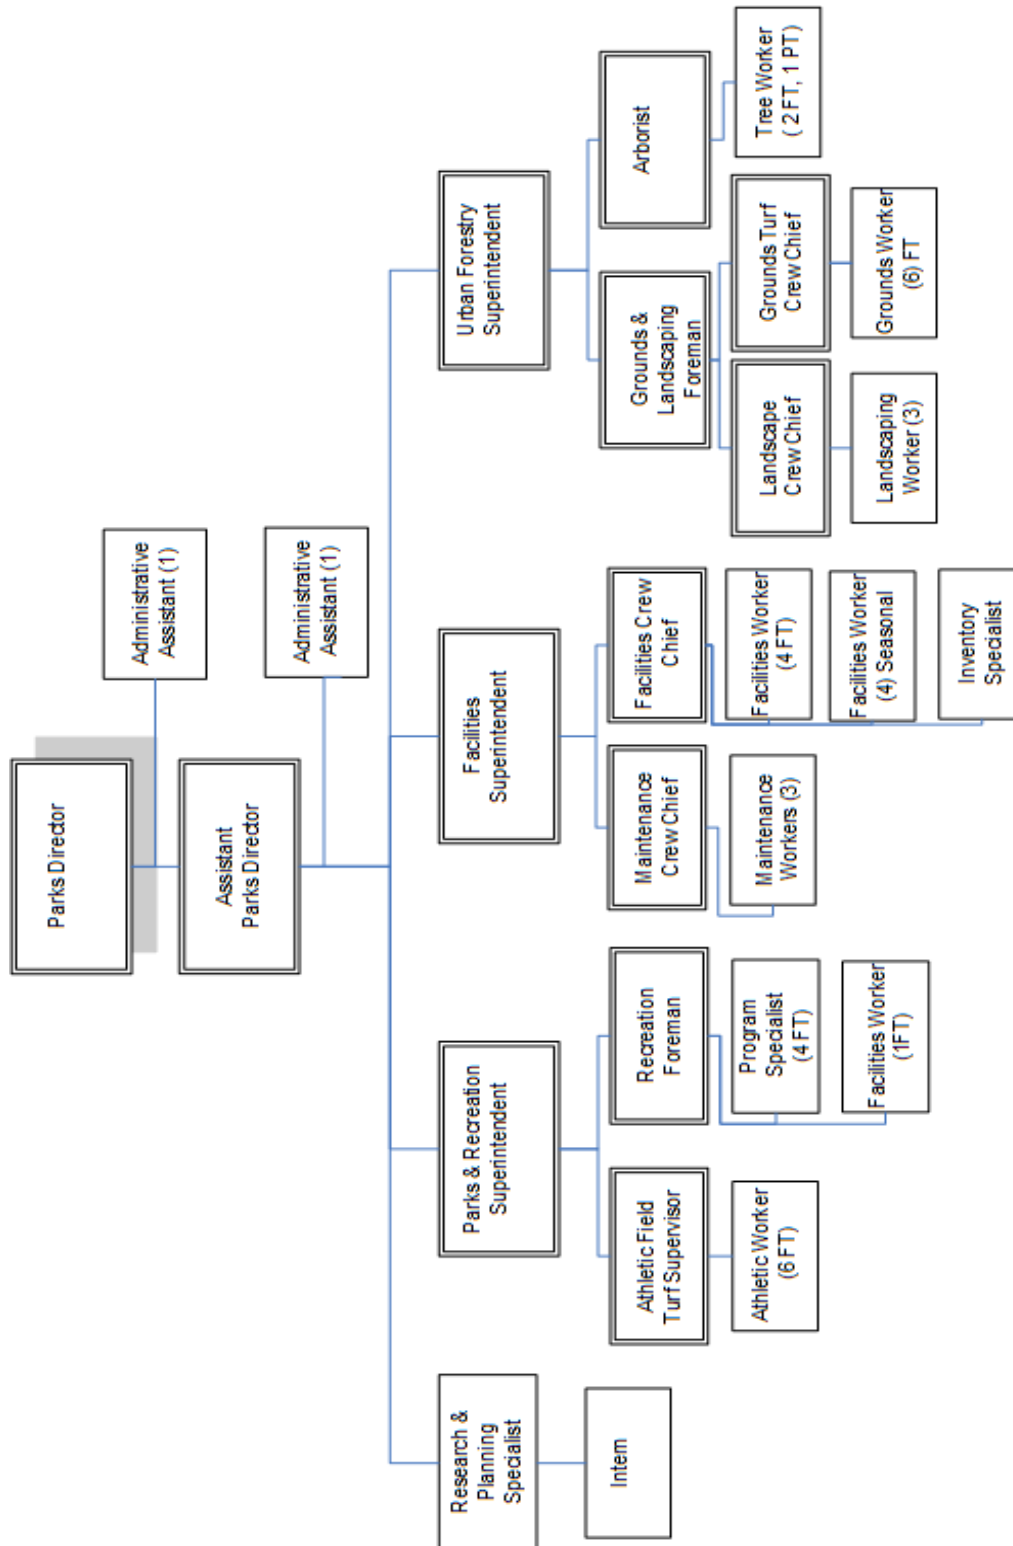 Parks Director
Administrative
Assistant (1)
Assistant
Parks Director
Administrative
Assistant (1)
Research &
Planning
Specialist
Intern
Parks & Recreation
Superintendent
Athletic Field
Turf Supervisor
Athletic Worker
(6 FT)
Recreation
Foreman
Program
Specialist
(4 FT)
Facilities Worker
(1FT)
Facilities
Superintendent
Maintenance
Crew Chief
Maintenance
Workers (3)
Facilities Crew
Chief
Facilities Worker
(4 FT)
Facilities Worker
(4) Seasonal
Inventory
Specialist
Urban Forestry
Superintendent
Grounds &
Landscaping
Foreman
Landscape
Crew Chief
Landscaping
Worker (3)
Grounds Turf
Crew Chief
Grounds Worker
(6) FT
Arborist
Tree Worker
( 2 FT, 1 PT)